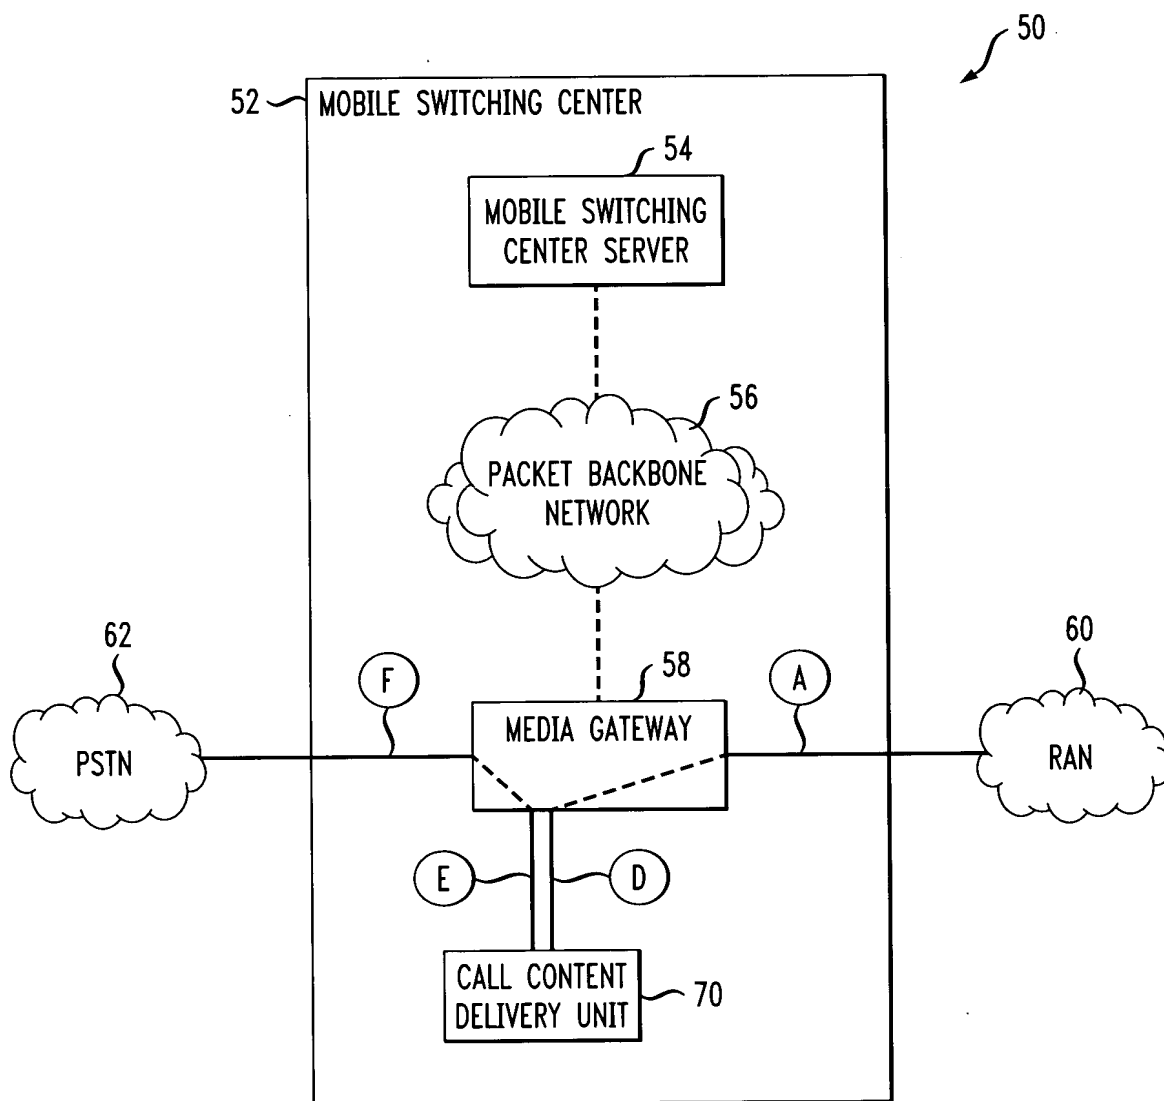 50
52
MOBILE SWITCHING CENTER
54
MOBILE SWITCHING
CENTER SERVER
56
PACKET BACKBONE
NETWORK
62
F
58
A
60
PSTN
MEDIA GATEWAY
RAN
E
D
CALL CONTENT
DELIVERY UNIT
70